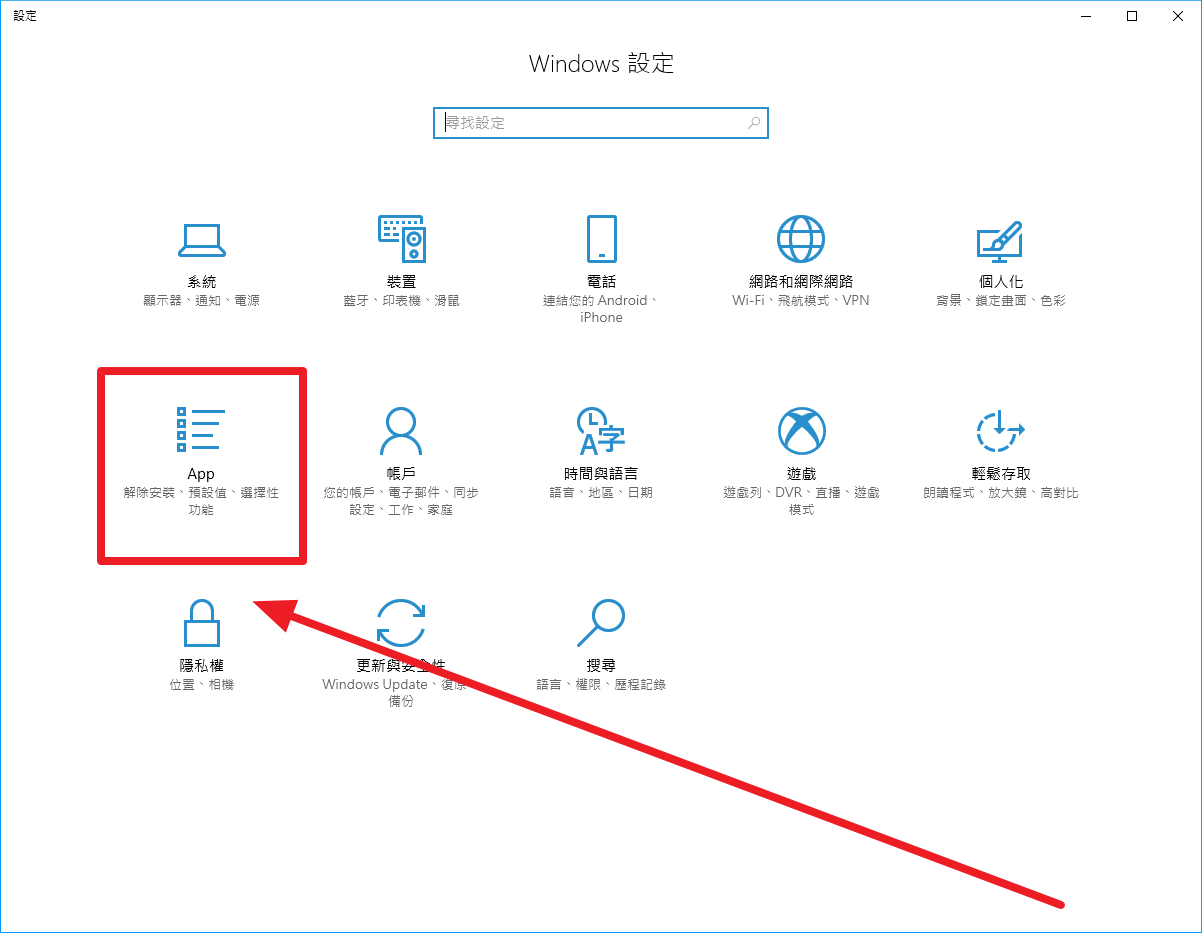 設定
Windows 設定
尋找設定
系統
顯示器、通知、電源
裝置
藍牙、印表機、滑鼠
電話
連結您的 Android、
iPhone
網路和網際網路
Wi-Fi、飛航模式、VPN
個人化
背景、鎖定畫面、色彩
App
解除安裝、預設值、選擇性
功能
帳戶
您的帳戶、電子郵件、同步
設定、工作、家庭
時間與語言
語音、地區、日期
遊戲
遊戲列、DVR、直播、遊戲
模式
輕鬆存取
朗讀程式、放大鏡、高對比
隱私權
位置、相機
更新與安全性
Windows Update、復原、
備份
搜尋
語言、權限、歷程記錄